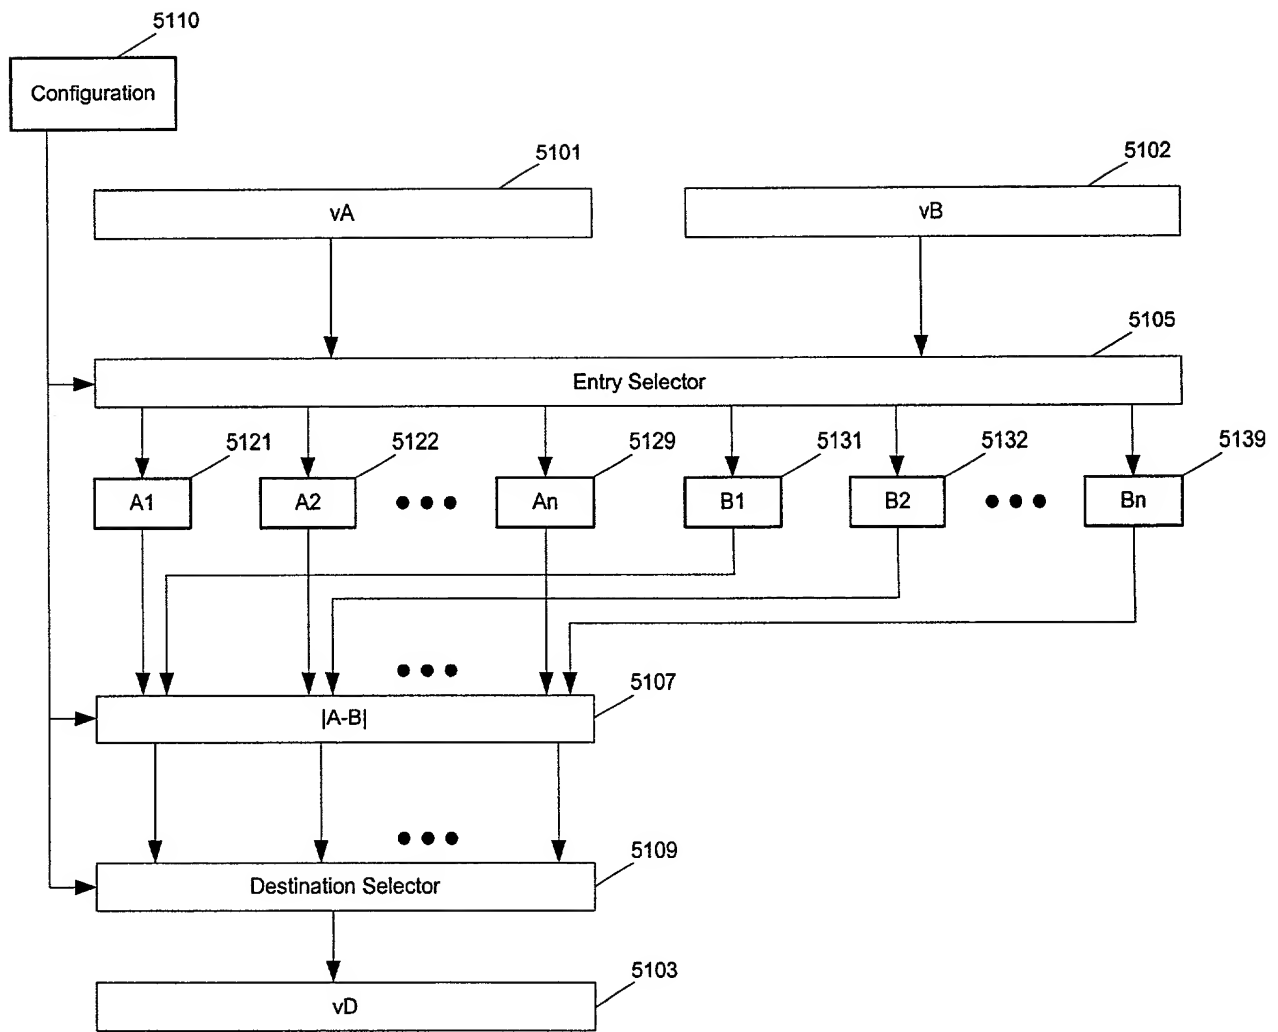 5110
Configuration
5101
5102
vA
vB
5105
Entry Selector
5121
5122
5129
5131
5132
5139
A1
A2
An
B1
B2
Bn
5107
|A-B|
5109
Destination Selector
5103
vD